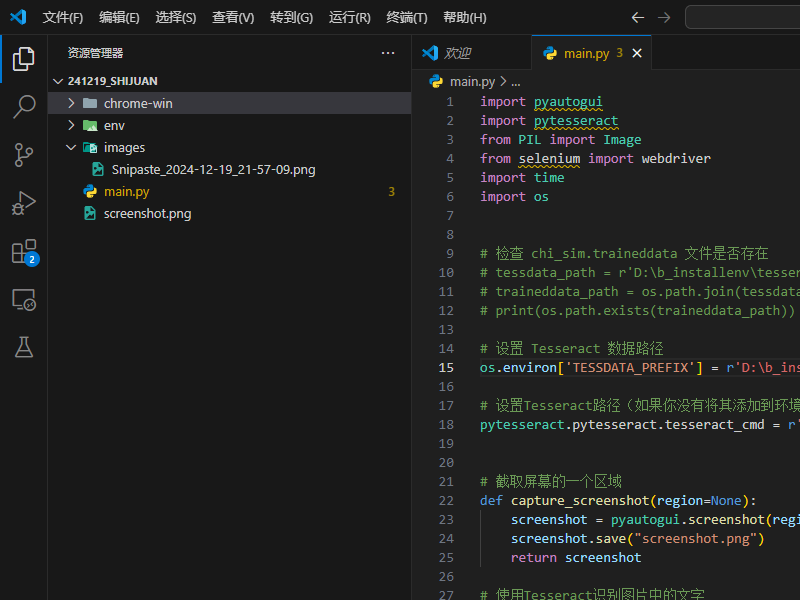 文件(F) 编辑(E) 选择(S) 查看(V) 转到(G) 运行(R) 终端(T) 帮助(H)
资源管理器
241219_SHIJUAN
chrome-win
env
images
Snipaste_2024-12-19_21-57-09.png
main.py 3
screenshot.png
2
欢迎
main.py 3
main.py > ...
1 import pyautogui
2 import pytesseract
3 from PIL import Image
4 from selenium import webdriver
5 import time
6 import os
7
8
9 # 检查 chi_sim.traineddata 文件是否存在
10 # tessdata_path = r'D:\b_installenv\tesser
11 # traineddata_path = os.path.join(tessdata
12 # print(os.path.exists(traineddata_path))
13
14 # 设置 Tesseract 数据路径
15 os.environ['TESSDATA_PREFIX'] = r'D:\b_ins
16
17 # 设置Tesseract路径（如果你没有将其添加到环境
18 pytesseract.pytesseract.tesseract_cmd = r'
19
20
21 # 截取屏幕的一个区域
22 def capture_screenshot(region=None):
23 screenshot = pyautogui.screenshot(regi
24 screenshot.save("screenshot.png")
25 return screenshot
26
27 # 使用Tesseract识别图片中的文字